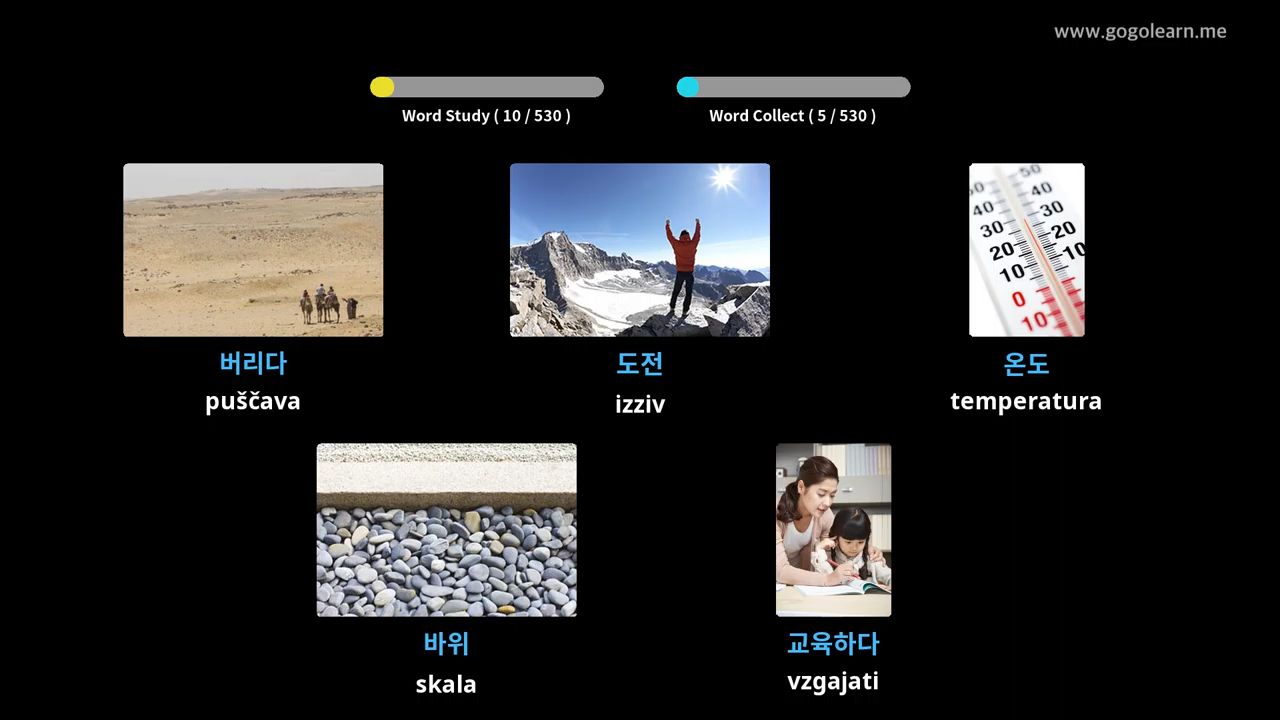 www.gogolearn.me
Word Study ( 10 / 530 )
Word Collect ( 5 / 530 )
버리다
puščava
도전
izziv
온도
temperatura
바위
skala
교육하다
vzgajati